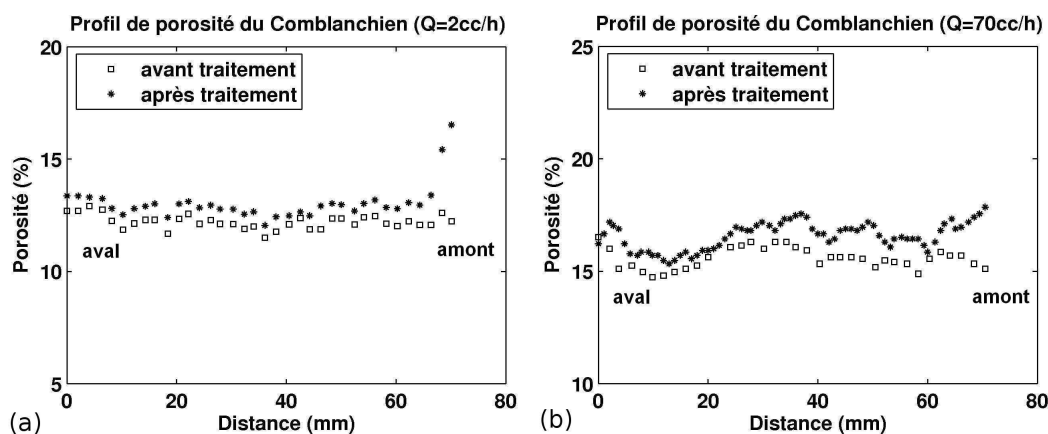 Profil de porosité du Comblanchien (Q=2cc/h)
20
15
10
5
Porosité (%)
avant traitement
après traitement
aval
amont
0
20
40
60
80
Distance (mm)
(a)
Profil de porosité du Comblanchien (Q=70cc/h)
25
20
15
10
Porosité (%)
avant traitement
après traitement
aval
amont
0
20
40
60
80
Distance (mm)
(b)